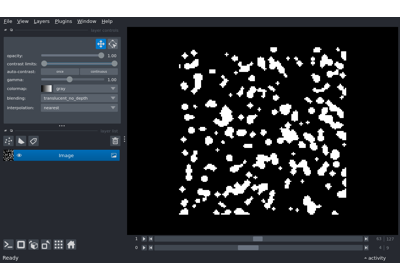 File View Layers Plugins Window Help
opacity: 1.00
contrast limits:
auto-contrast: once continuous
gamma: 1.00
colormap: gray
blending: translucent_no_depth
interpolation: nearest
Image
1
0
Ready
activity